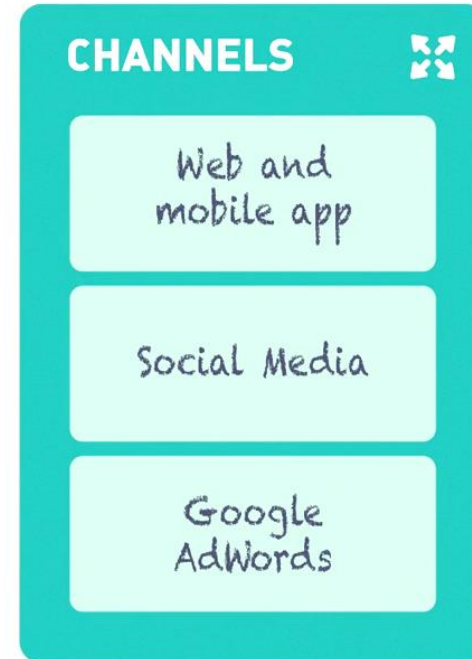 CHANNELS
Web and
mobile app
Social Media
Google
AdWords